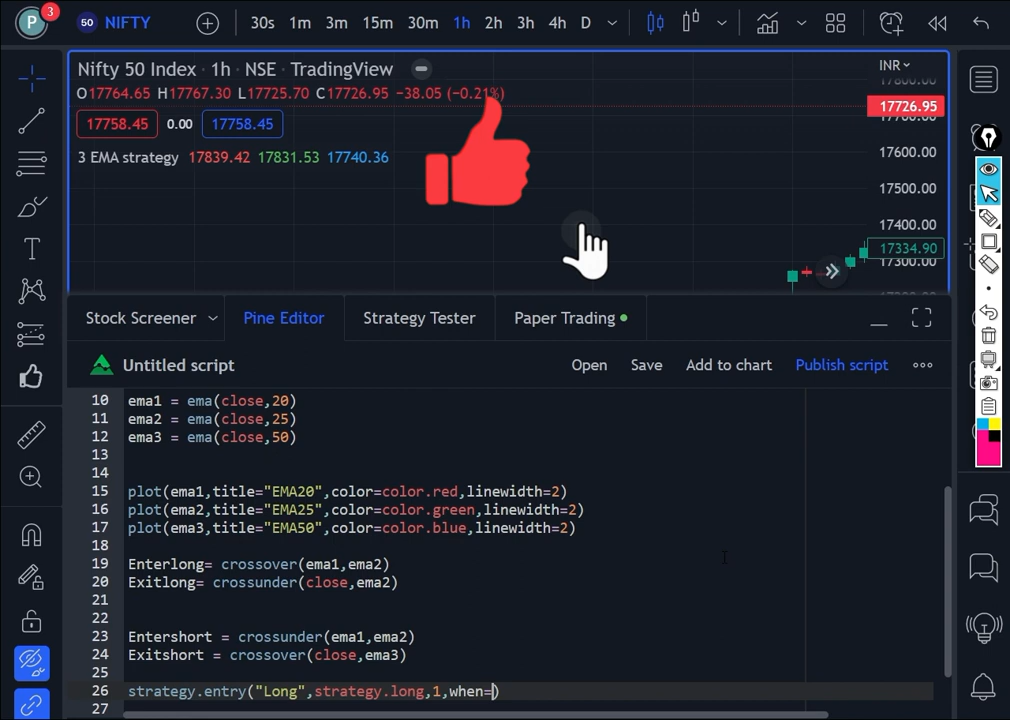 P 3 50 NIFTY 30s 1m 3m 15m 30m 1h 2h 3h 4h D
Nifty 50 Index · 1h · NSE · TradingView
INR
O17764.65 H17767.30 L17725.70 C17726.95 −38.05 (−0.21%)
17758.45 0.00 17758.45
3 EMA strategy 17839.42 17831.53 17740.36
17800.00
17726.95
17700.00
17600.00
17500.00
17400.00
17334.90
17300.00
Stock Screener Pine Editor Strategy Tester Paper Trading
Untitled script Open Save Add to chart Publish script
10 ema1 = ema(close,20)
11 ema2 = ema(close,25)
12 ema3 = ema(close,50)
13
14
15 plot(ema1,title="EMA20",color=color.red,linewidth=2)
16 plot(ema2,title="EMA25",color=color.green,linewidth=2)
17 plot(ema3,title="EMA50",color=color.blue,linewidth=2)
18
19 Enterlong= crossover(ema1,ema2)
20 Exitlong= crossunder(close,ema2)
21
22
23 Entershort = crossunder(ema1,ema2)
24 Exitshort = crossover(close,ema3)
25
26 strategy.entry("Long",strategy.long,1,when=)
27